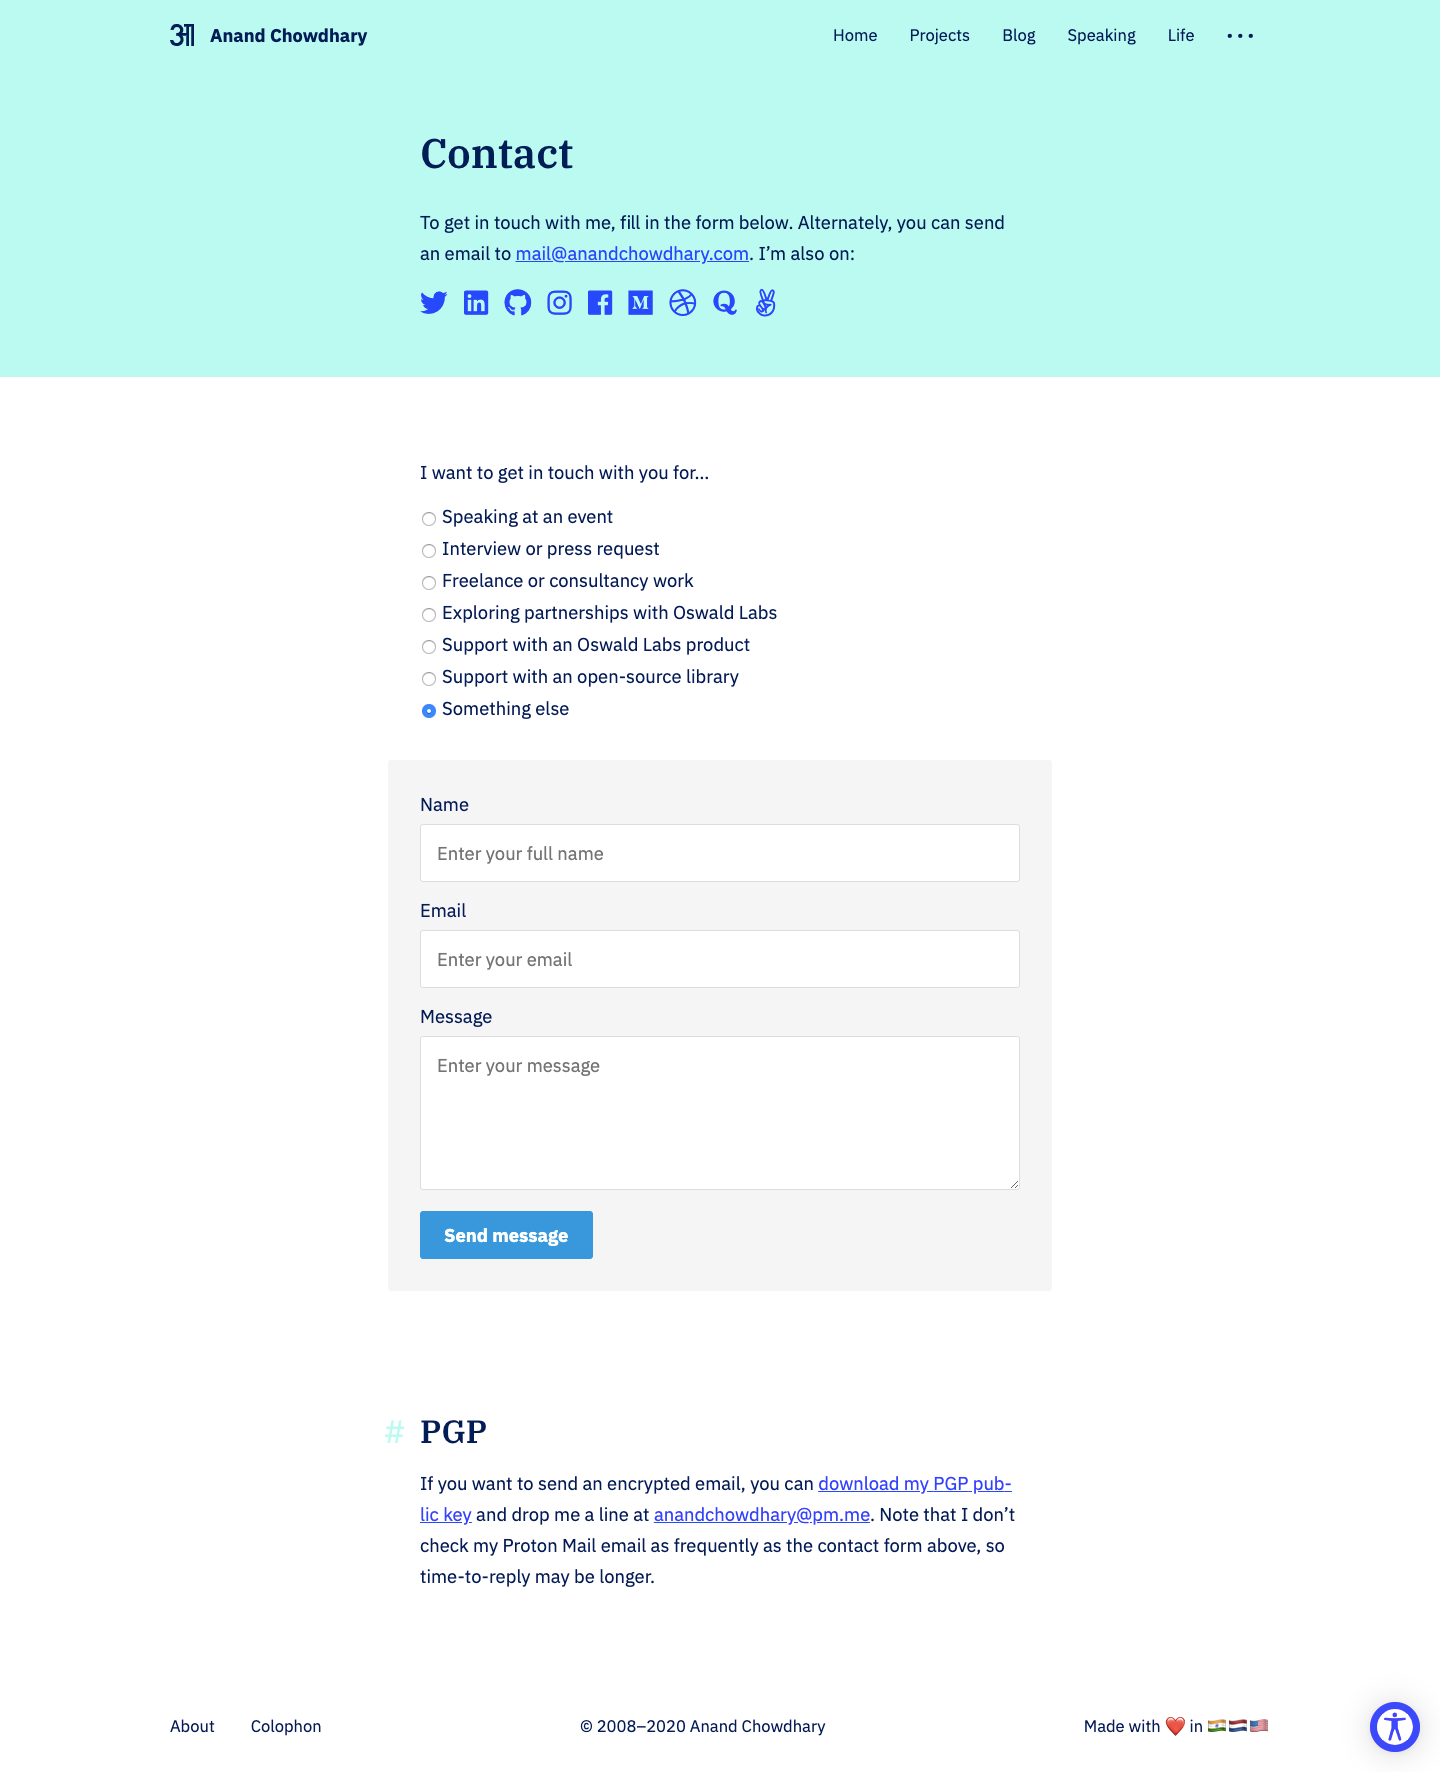 अ Anand Chowdhary
Home Projects Blog Speaking Life •••
Contact
To get in touch with me, fill in the form below. Alternately, you can send
an email to mail@anandchowdhary.com. I’m also on:
I want to get in touch with you for...
Speaking at an event
Interview or press request
Freelance or consultancy work
Exploring partnerships with Oswald Labs
Support with an Oswald Labs product
Support with an open-source library
Something else
Name
Enter your full name
Email
Enter your email
Message
Enter your message
Send message
# PGP
If you want to send an encrypted email, you can download my PGP pub-
lic key and drop me a line at anandchowdhary@pm.me. Note that I don’t
check my Proton Mail email as frequently as the contact form above, so
time-to-reply may be longer.
About Colophon © 2008–2020 Anand Chowdhary Made with ❤️ in 🇮🇳🇳🇱🇺🇸